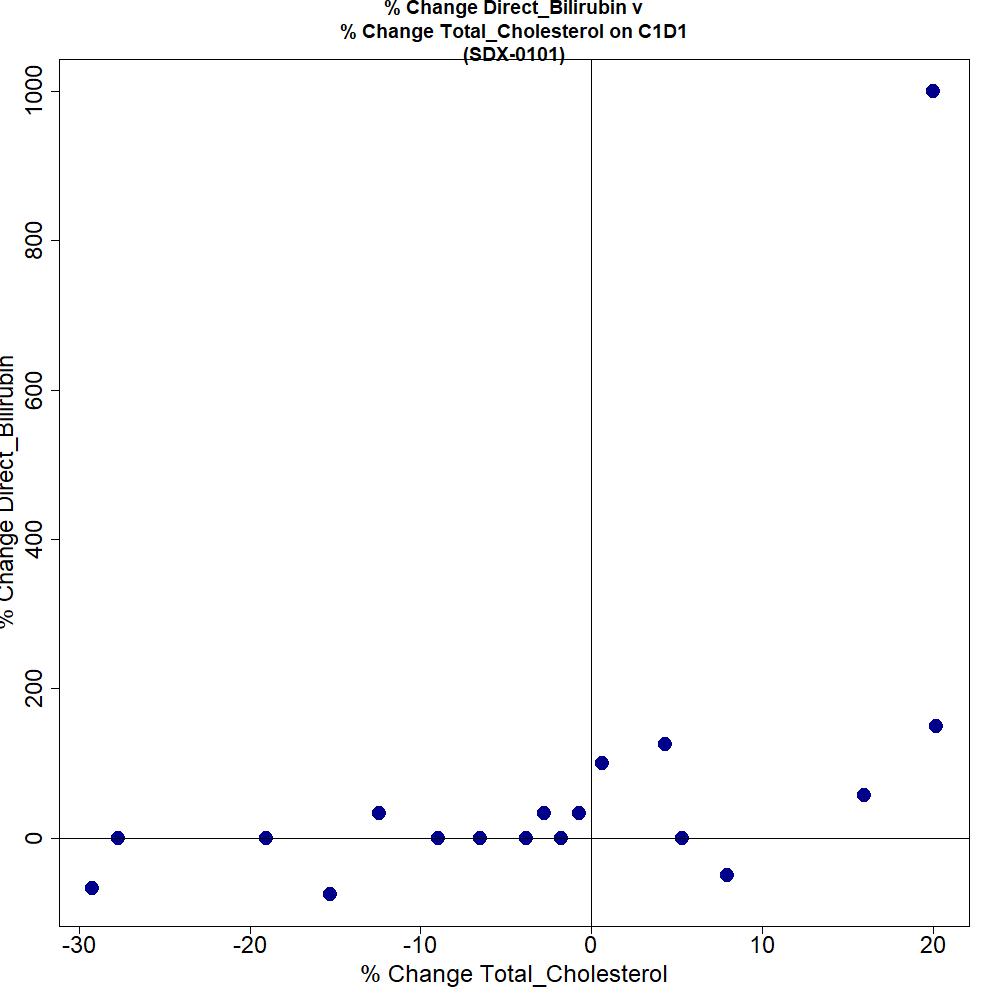 % Change Direct_Bilirubin v
% Change Total_Cholesterol on C1D1
(SDX-0101)
% Change Direct_Bilirubin
1000
800
600
400
200
0
-30
-20
-10
0
10
20
% Change Total_Cholesterol